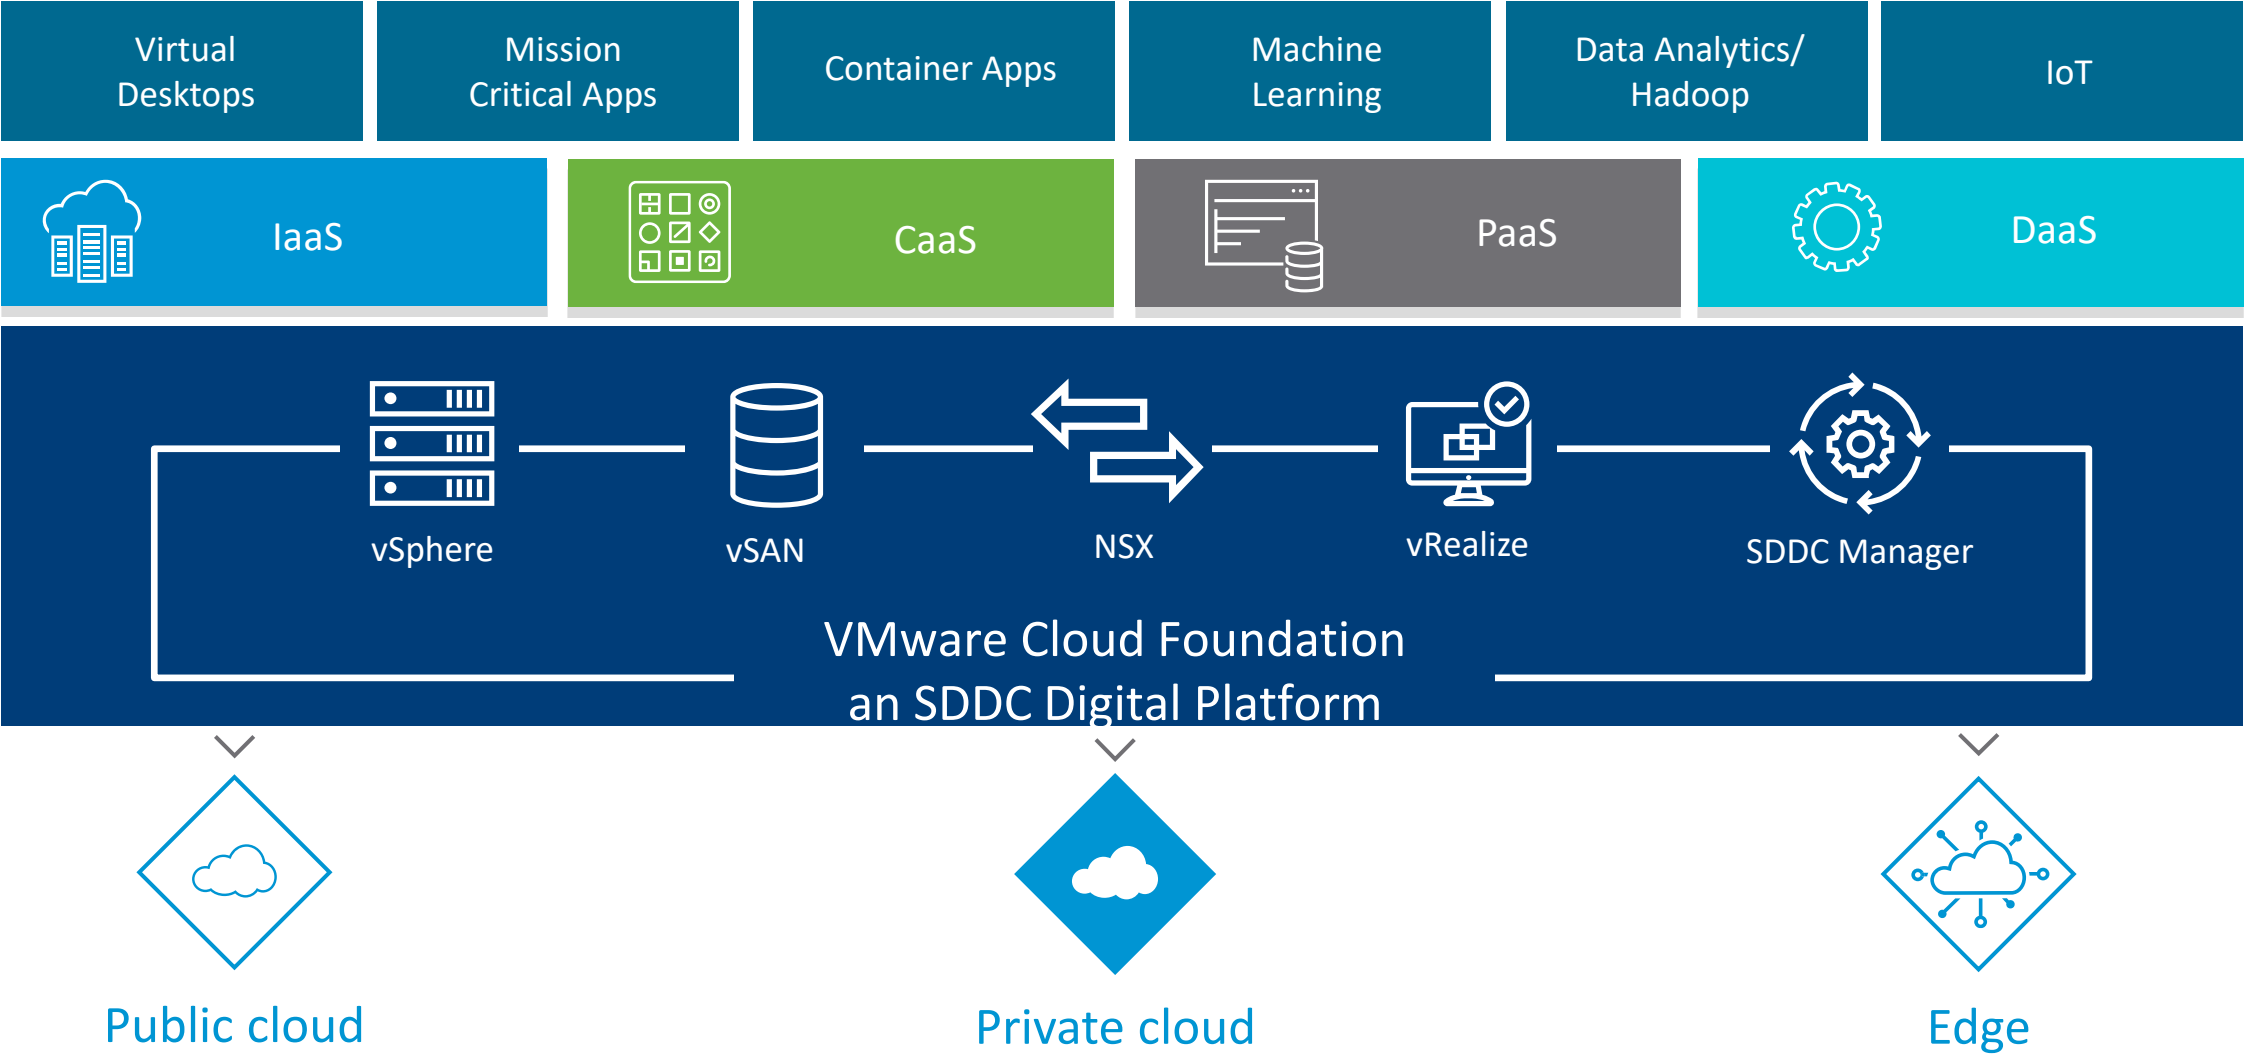 Virtual
Desktops
Mission
Critical Apps
Container Apps
Machine
Learning
Data Analytics/
Hadoop
IoT
IaaS
CaaS
PaaS
DaaS
vSphere
vSAN
NSX
vRealize
SDDC Manager
VMware Cloud Foundation
an SDDC Digital Platform
Public cloud
Private cloud
Edge